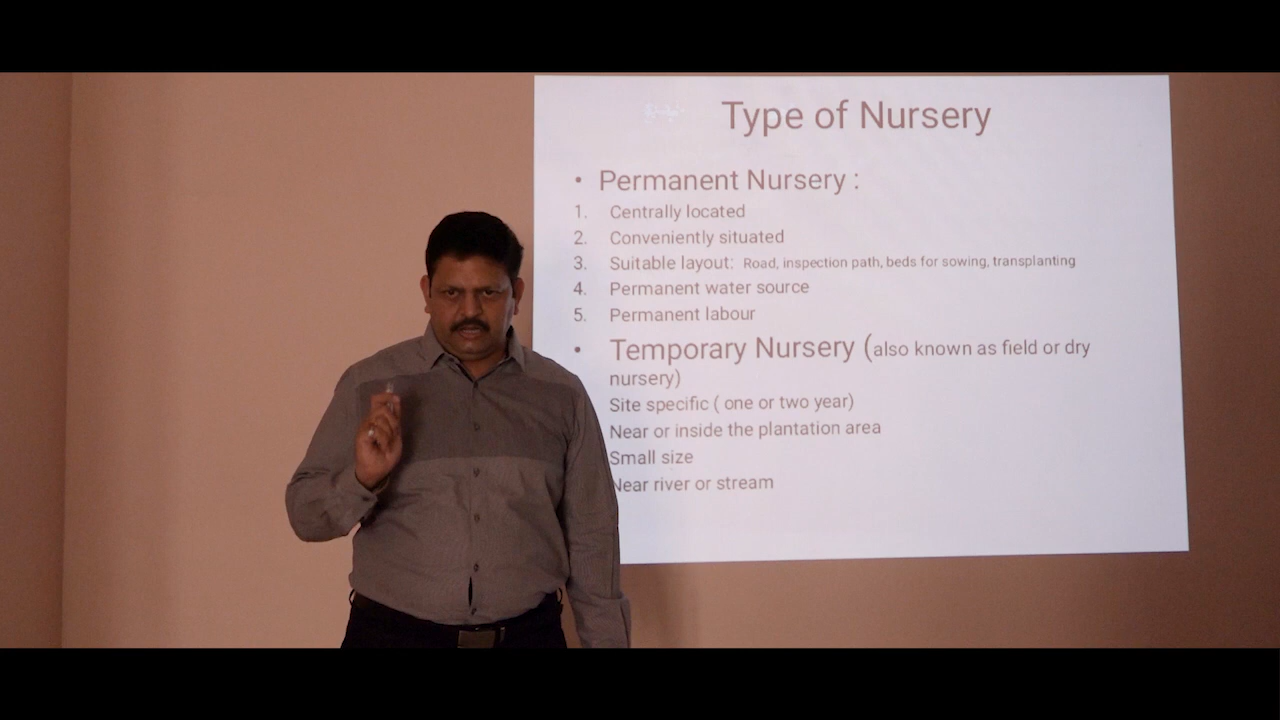 Type of Nursery
• Permanent Nursery :
1. Centrally located
2. Conveniently situated
3. Suitable layout: Road, inspection path, beds for sowing, transplanting
4. Permanent water source
5. Permanent labour
• Temporary Nursery (also known as field or dry
nursery)
Site specific ( one or two year)
Near or inside the plantation area
Small size
Near river or stream